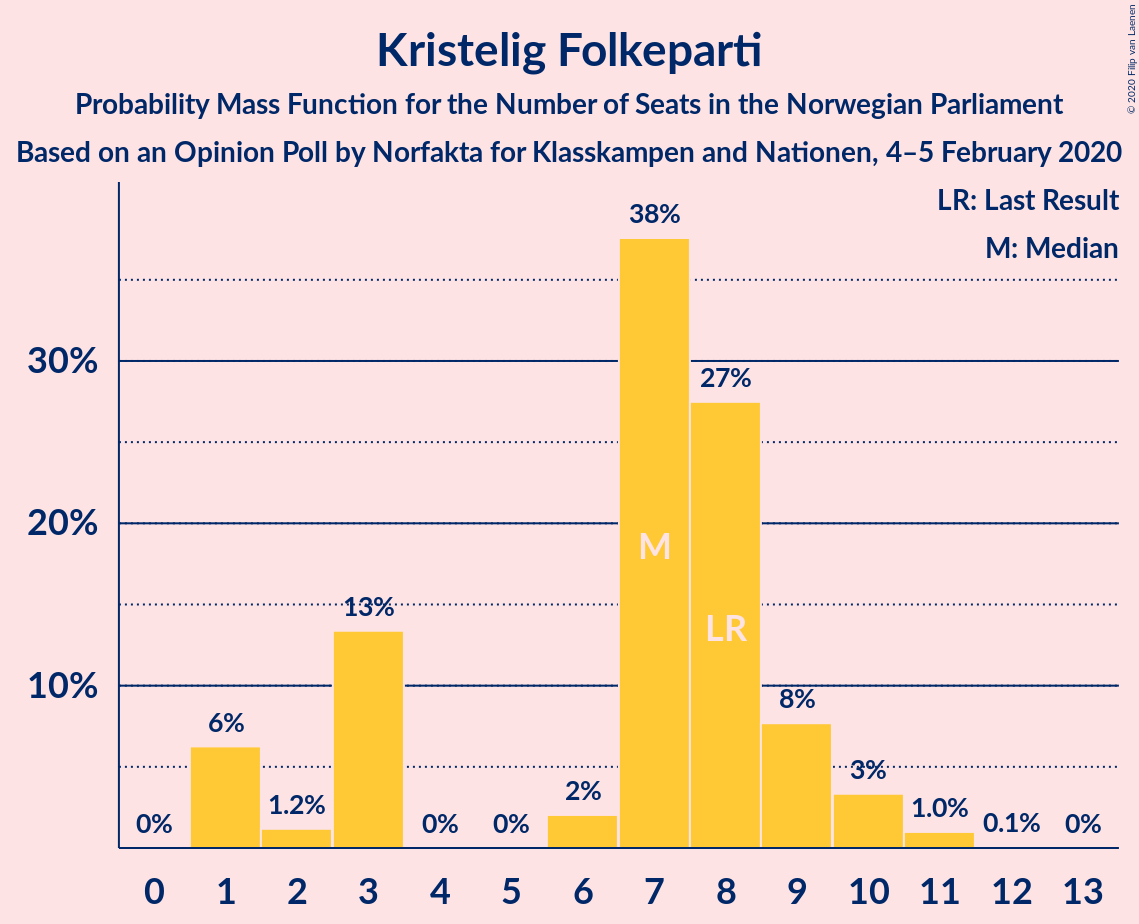 © 2020 Filip van Laenen
Kristelig Folkeparti
Probability Mass Function for the Number of Seats in the Norwegian Parliament
Based on an Opinion Poll by Norfakta for Klasskampen and Nationen, 4–5 February 2020
LR: Last Result
M: Median
38%
30%
27%
20%
M
13%
LR
10%
8%
6%
3%
2%
1.2%
1.0%
0%
0%
0%
0.1%
0%
0 1 2 3 4 5 6 7 8 9 10 11 12 13